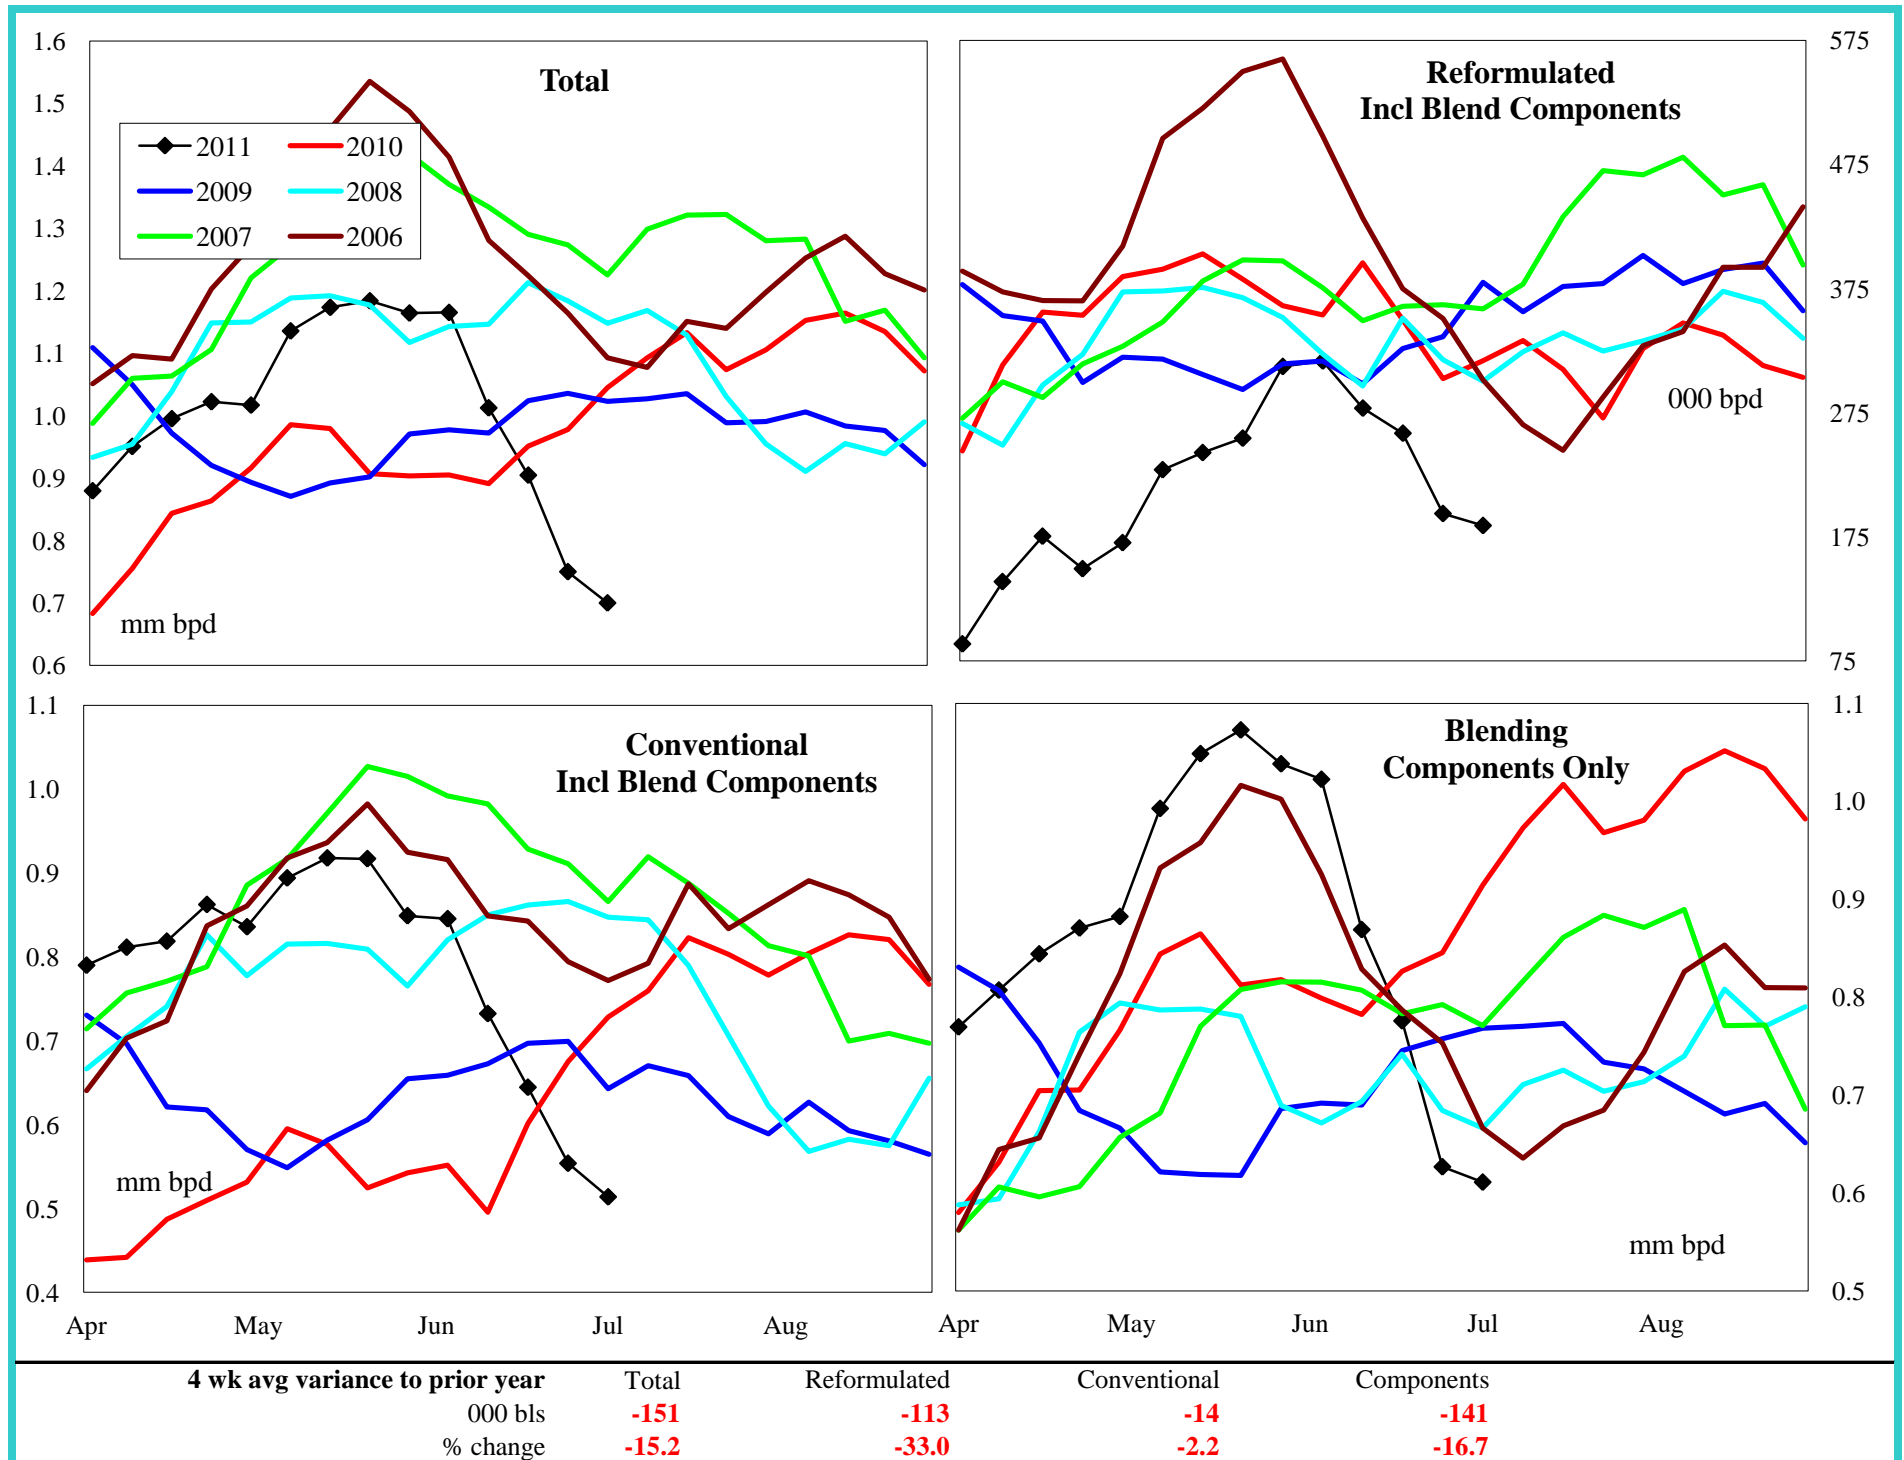 Total
1.6
1.5
1.4
1.3
1.2
1.1
1.0
0.9
0.8
0.7
0.6
2011 2010
2009 2008
2007 2006
mm bpd
Reformulated
Incl Blend Components
575
475
375
275
175
75
000 bpd
Conventional
Incl Blend Components
1.1
1.0
0.9
0.8
0.7
0.6
0.5
0.4
mm bpd
Apr May Jun Jul Aug
Blending
Components Only
1.1
1.0
0.9
0.8
0.7
0.6
0.5
mm bpd
Apr May Jun Jul Aug
4 wk avg variance to prior year Total Reformulated Conventional Components
000 bls -151 -113 -14 -141
% change -15.2 -33.0 -2.2 -16.7